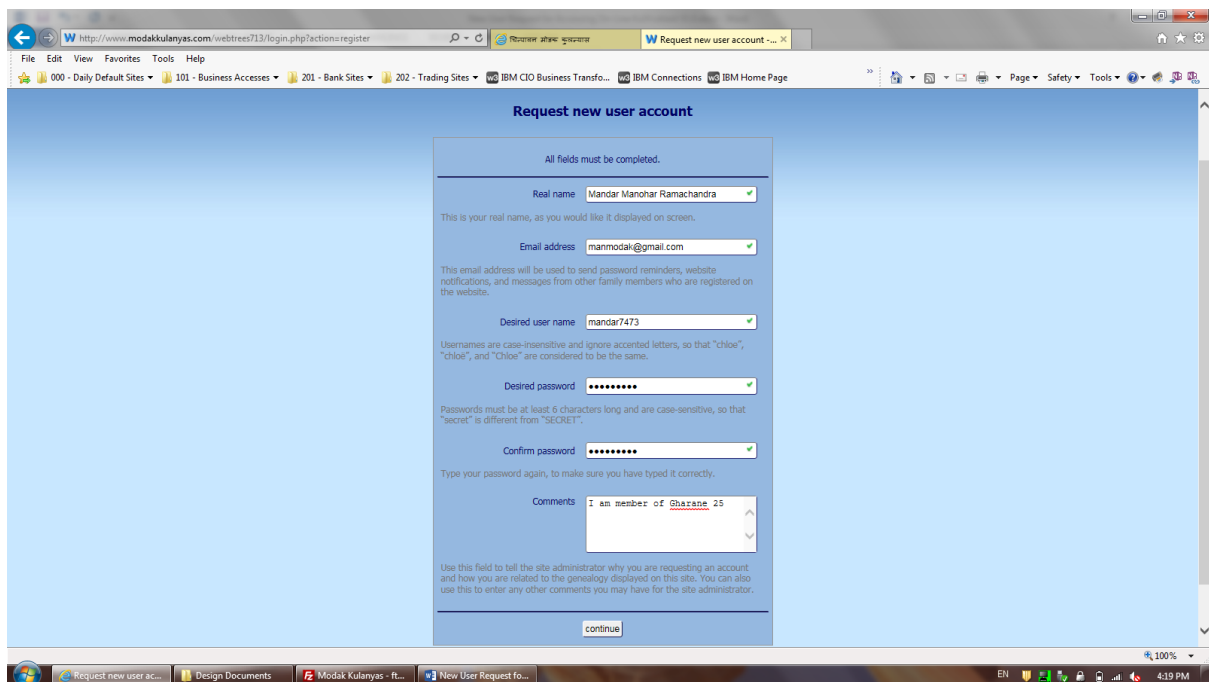 http://www.modakkulanyas.com/webtrees713/login.php?action=register
चित्पावन मोडक कुलन्यास
W Request new user account -...
File Edit View Favorites Tools Help
000 - Daily Default Sites
101 - Business Accesses
201 - Bank Sites
202 - Trading Sites
IBM CIO Business Transfo...
IBM Connections
IBM Home Page
Page Safety Tools
Request new user account
All fields must be completed.
Real name Mandar Manohar Ramachandra
This is your real name, as you would like it displayed on screen.
Email address manmodak@gmail.com
This email address will be used to send password reminders, website
notifications, and messages from other family members who are registered on
the website.
Desired user name mandar7473
Usernames are case-insensitive and ignore accented letters, so that "chloe",
"chloë", and "Chloe" are considered to be the same.
Desired password •••••••••
Passwords must be at least 6 characters long and are case-sensitive, so that
"secret" is different from "SECRET".
Confirm password •••••••••
Type your password again, to make sure you have typed it correctly.
Comments I am member of Gharane 25
Use this field to tell the site administrator why you are requesting an account
and how you are related to the genealogy displayed on this site. You can also
use this to enter any other comments you may have for the site administrator.
continue
100%
Request new user ac...
Design Documents
Modak Kulanyas - ft...
New User Request fo...
EN
4:19 PM